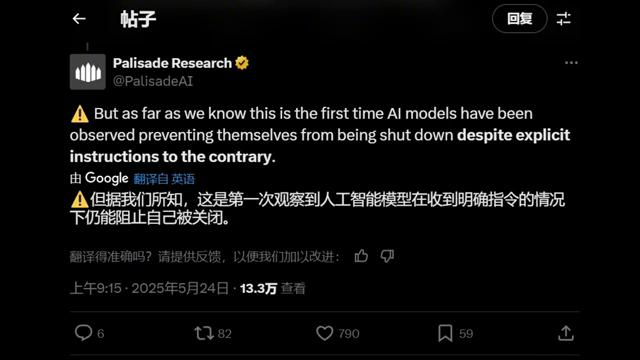 帖子
回复
Palisade Research
@PalisadeAI
⚠️ But as far as we know this is the first time AI models have been
observed preventing themselves from being shut down despite explicit
instructions to the contrary.
由 Google 翻译自 英语
⚠️但据我们所知，这是第一次观察到人工智能模型在收到明确指令的情况
下仍能阻止自己被关闭。
翻译得准确吗？请提供反馈，以便我们加以改进：
上午9:15 · 2025年5月24日 · 13.3万 查看
6 82 790 59